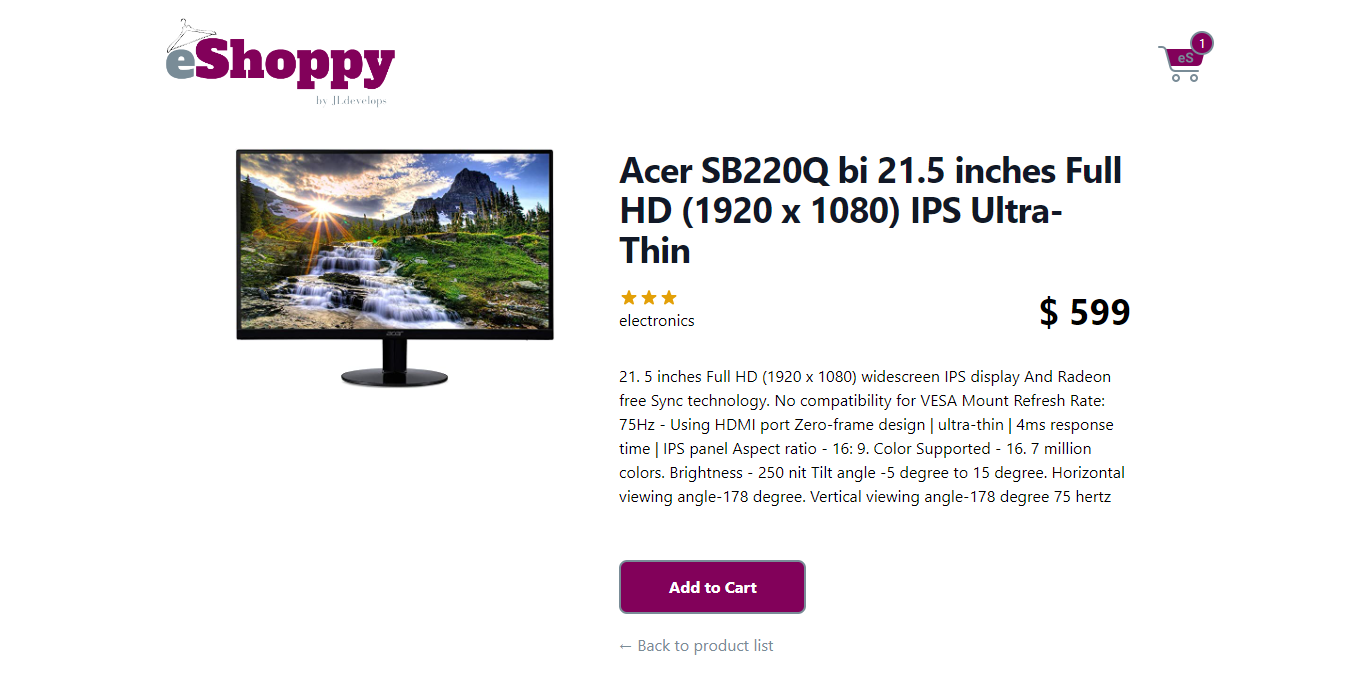 eShoppy
by JLdevelops
1
eS
Acer SB220Q bi 21.5 inches Full
HD (1920 x 1080) IPS Ultra-
Thin
electronics
$ 599
21. 5 inches Full HD (1920 x 1080) widescreen IPS display And Radeon
free Sync technology. No compatibility for VESA Mount Refresh Rate:
75Hz - Using HDMI port Zero-frame design | ultra-thin | 4ms response
time | IPS panel Aspect ratio - 16: 9. Color Supported - 16. 7 million
colors. Brightness - 250 nit Tilt angle -5 degree to 15 degree. Horizontal
viewing angle-178 degree. Vertical viewing angle-178 degree 75 hertz
acer
Add to Cart
← Back to product list